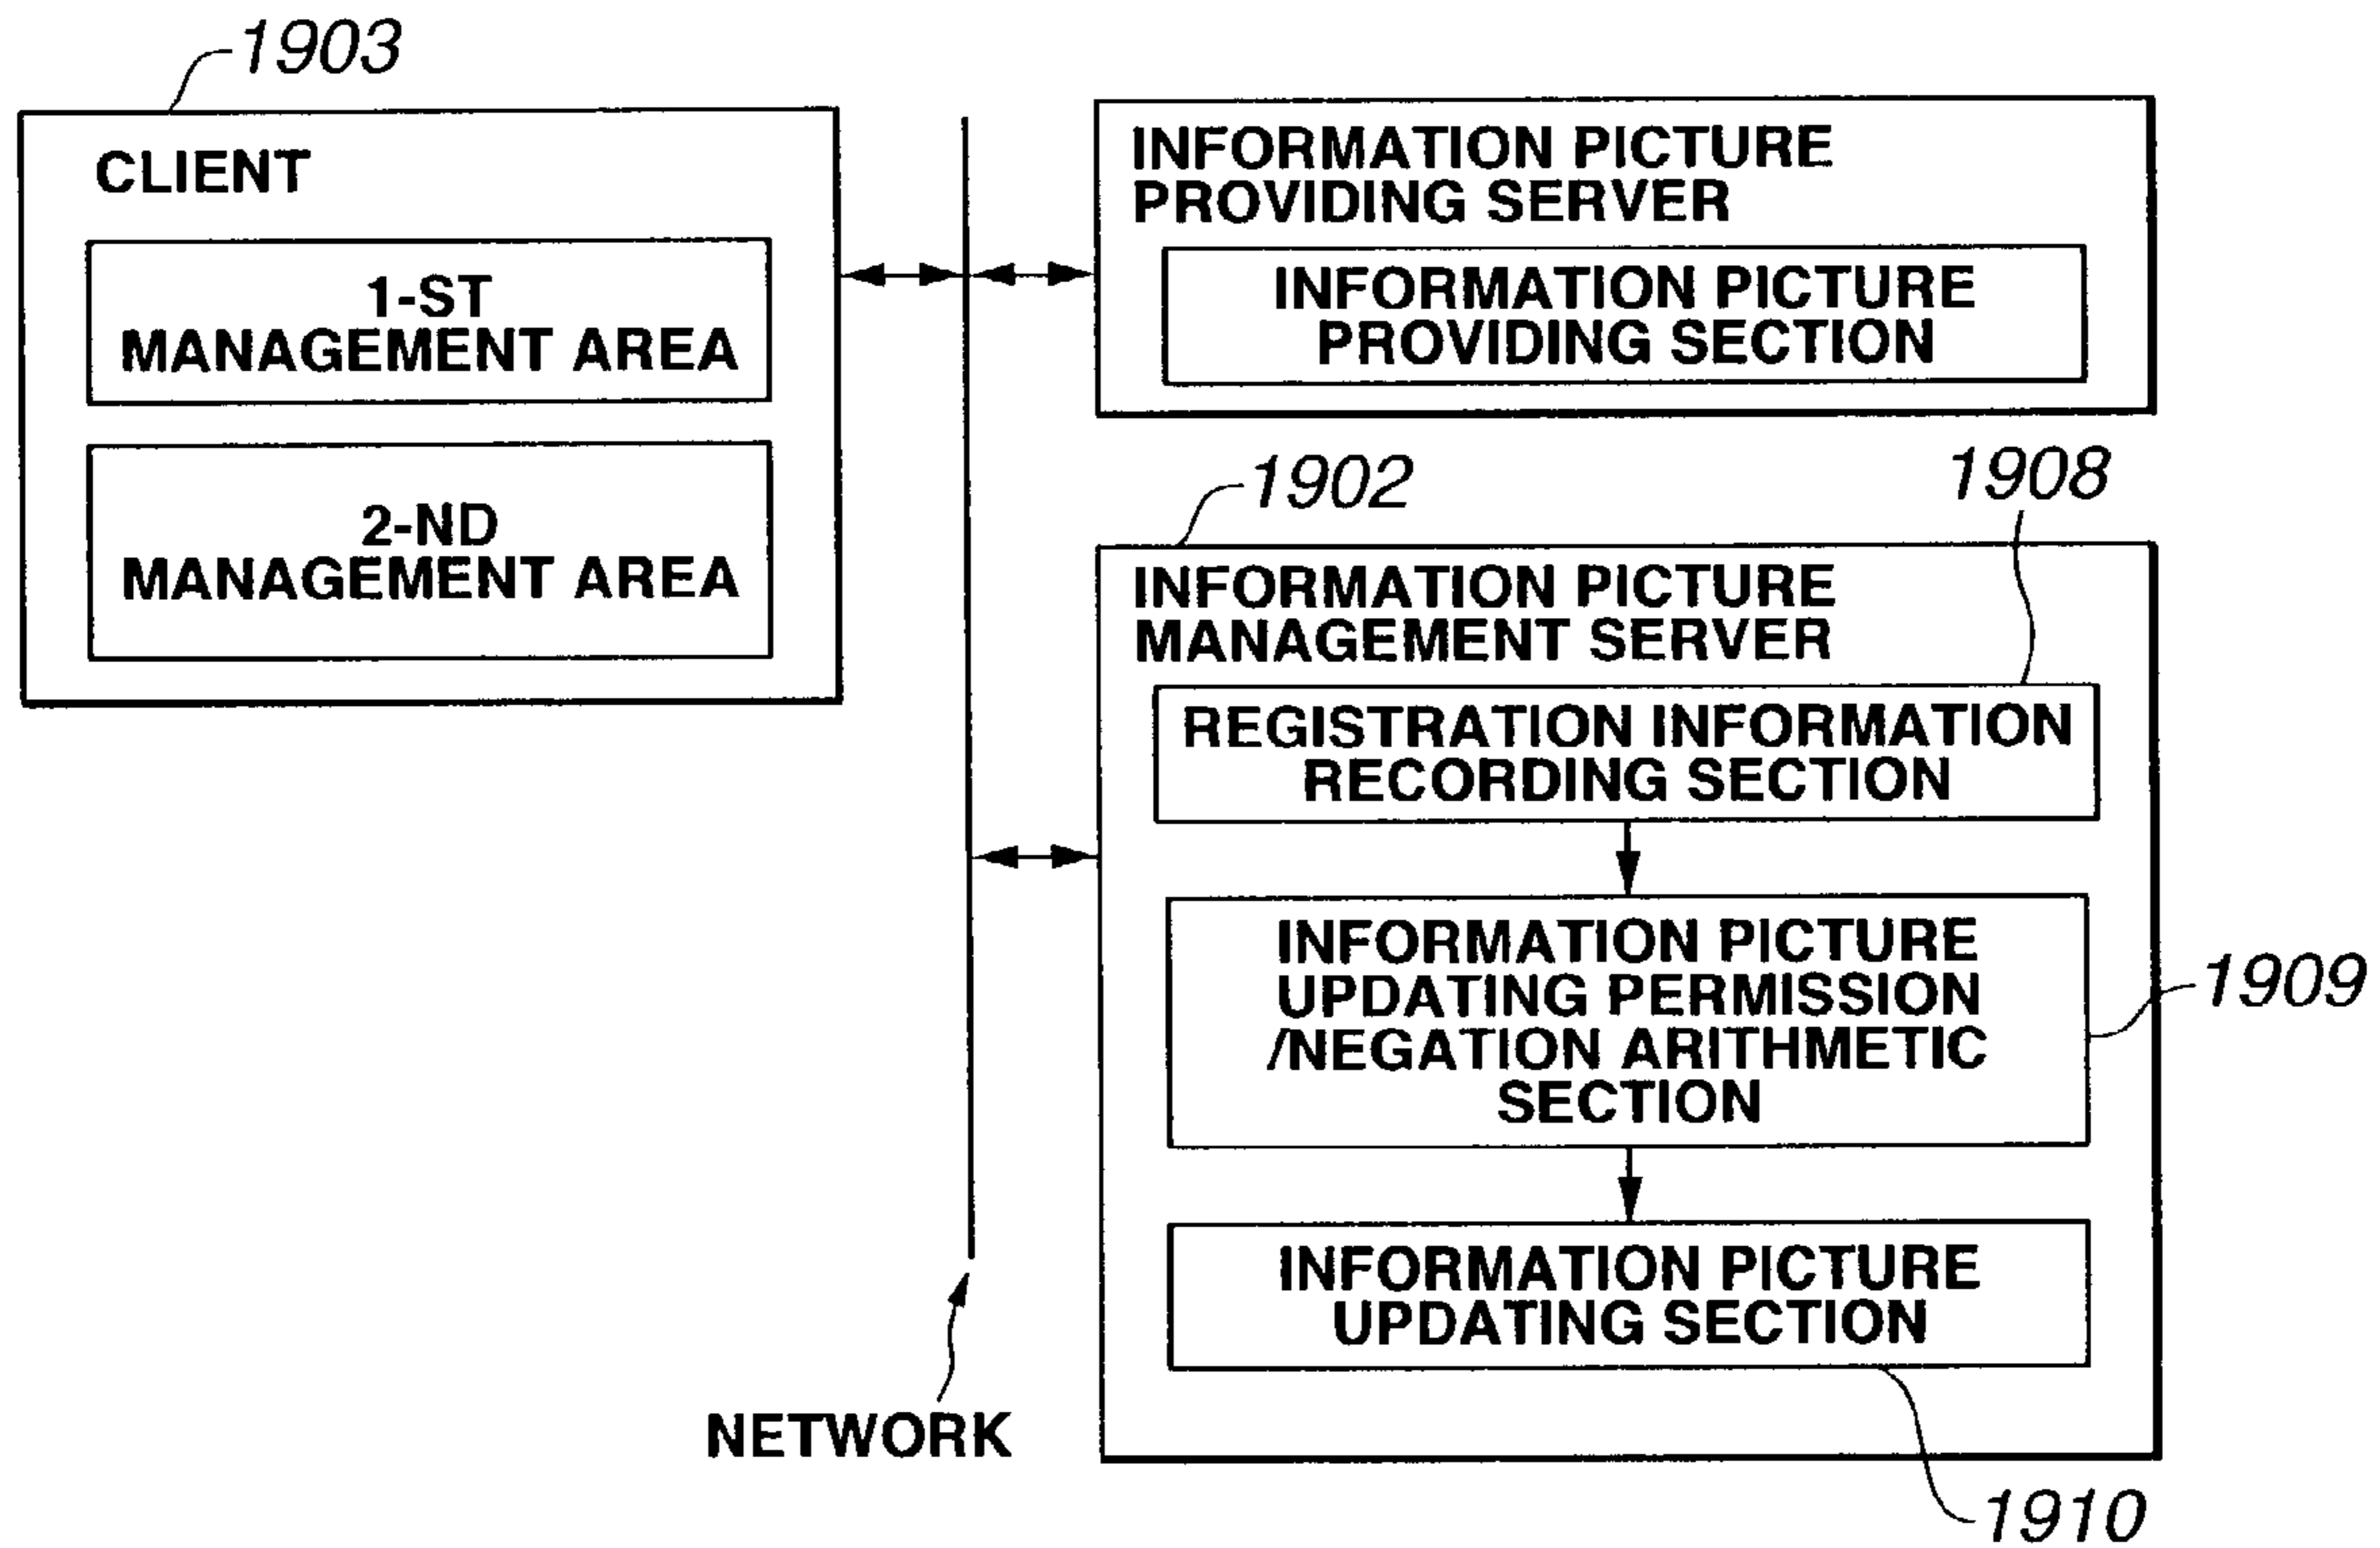 1903
CLIENT
1-ST
MANAGEMENT AREA
2-ND
MANAGEMENT AREA
INFORMATION PICTURE
PROVIDING SERVER
INFORMATION PICTURE
PROVIDING SECTION
1902
1908
INFORMATION PICTURE
MANAGEMENT SERVER
REGISTRATION INFORMATION
RECORDING SECTION
INFORMATION PICTURE
UPDATING PERMISSION
/NEGATION ARITHMETIC
SECTION
1909
INFORMATION PICTURE
UPDATING SECTION
1910
NETWORK